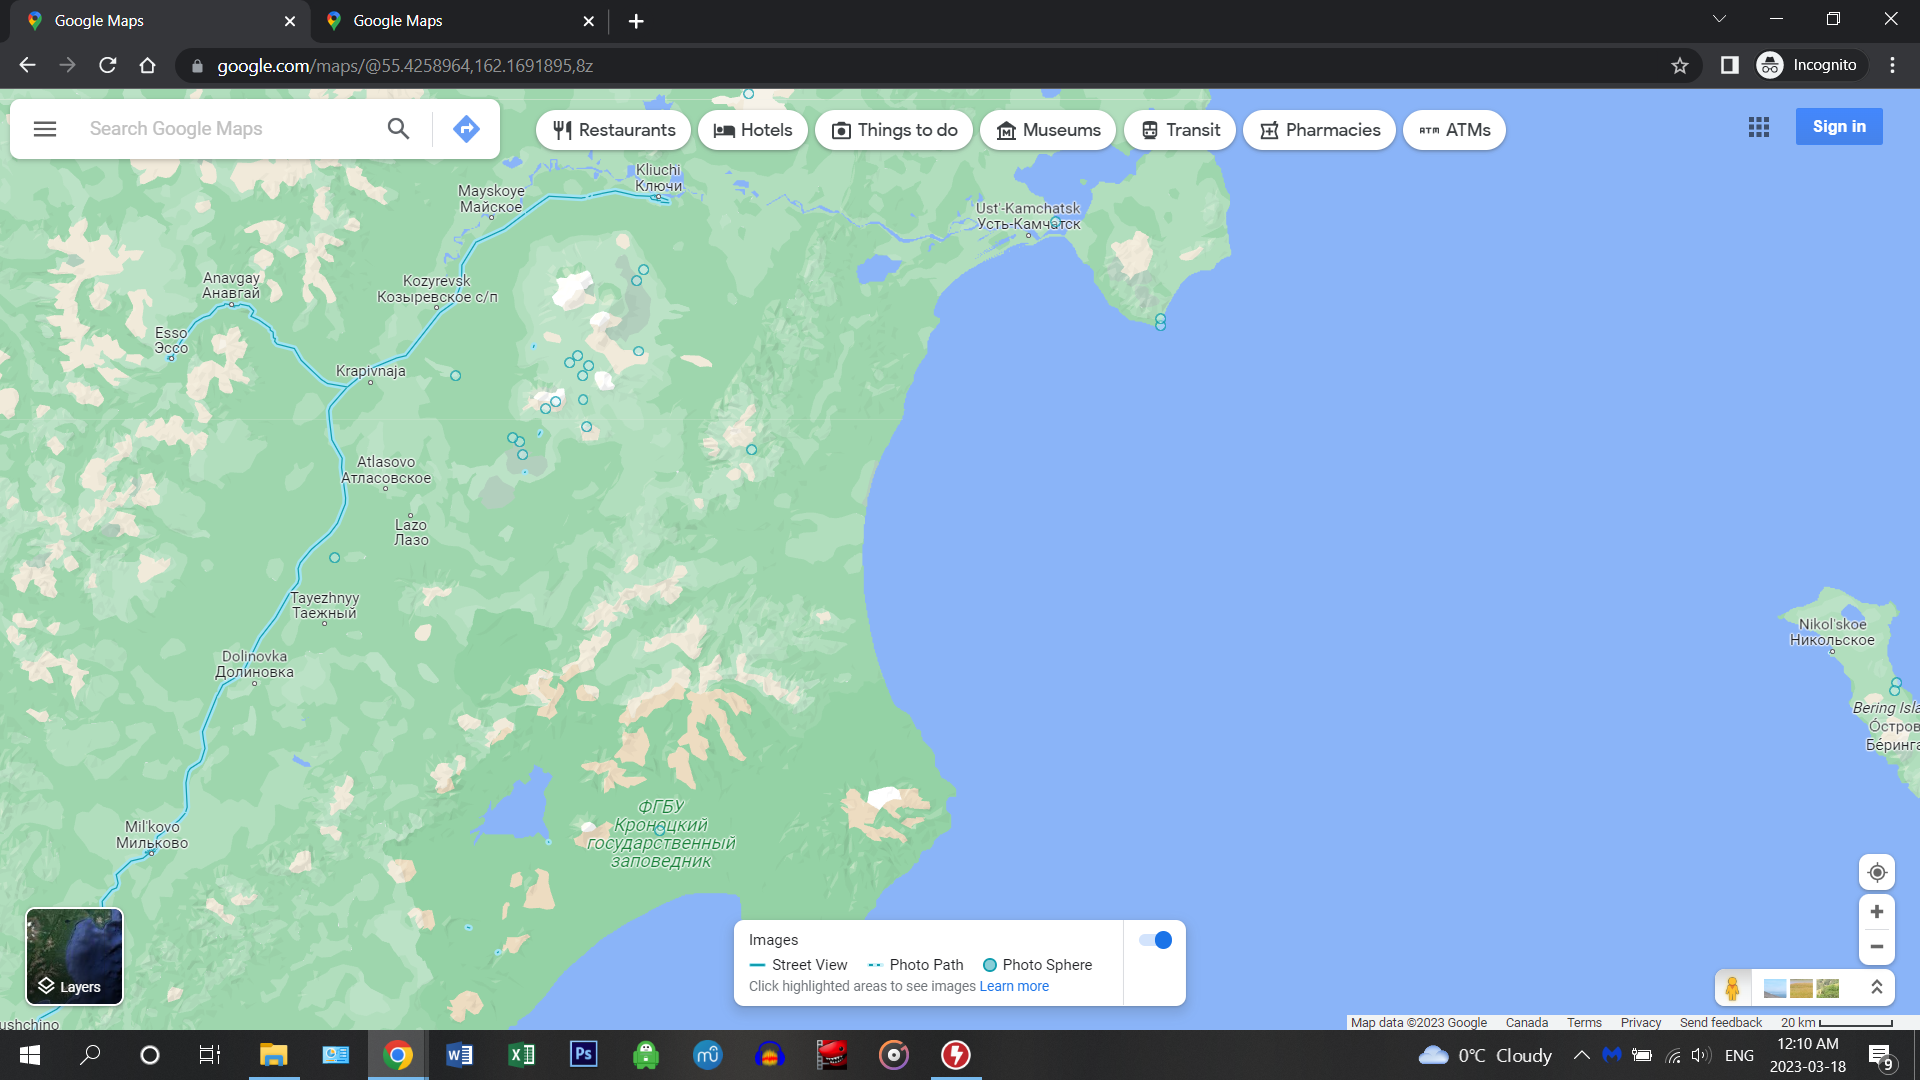 Google Maps
Google Maps
google.com/maps/@55.4258964,162.1691895,8z
Incognito
Search Google Maps
Restaurants
Hotels
Things to do
Museums
Transit
Pharmacies
ATM ATMs
Sign in
Kliuchi
Ключи
Mayskoye
Майское
Ust'-Kamchatsk
Усть-Камчатск
Anavgay
Анавгай
Kozyrevsk
Козыревское с/п
Esso
Эссо
Krapivnaja
Atlasovo
Атласовское
Lazo
Лазо
Tayezhnyy
Таежный
Nikol'skoe
Никольское
Dolinovka
Долиновка
Bering Isla
Остров
Беринга
ФГБУ
Кроноцкий
государственный
заповедник
Mil'kovo
Мильково
Images
Street View
Photo Path
Photo Sphere
Click highlighted areas to see images Learn more
Layers
ushchino
Map data ©2023 Google
Canada
Terms
Privacy
Send feedback
20 km
0°C Cloudy
ENG
12:10 AM
2023-03-18
9
W
X
Ps
mu